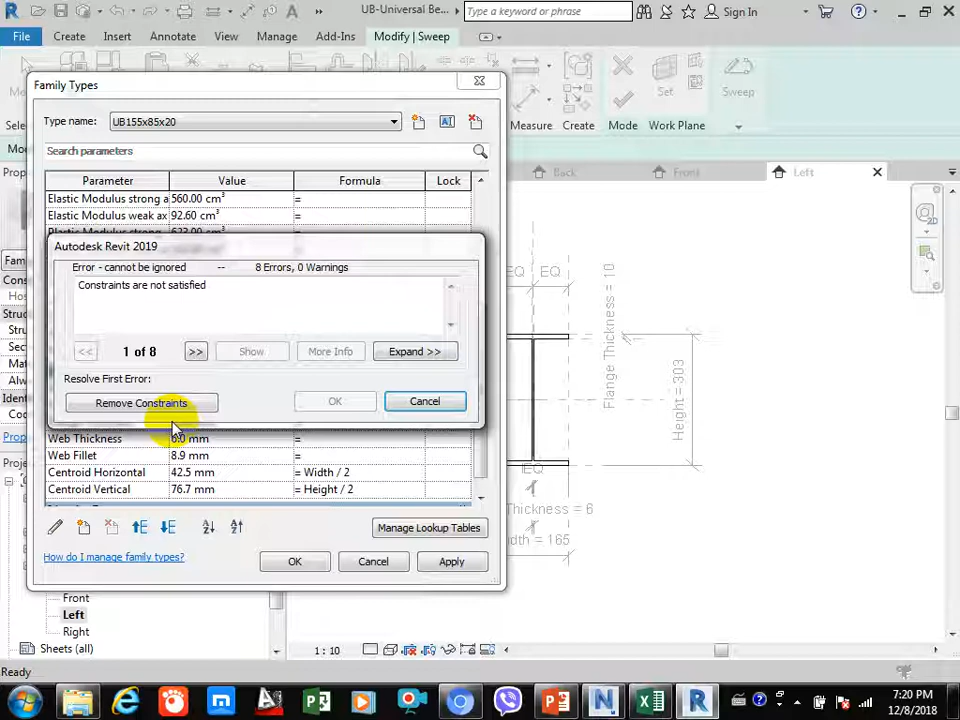 UB-Universal Be...
Type a keyword or phrase
Sign In
File
Create
Insert
Annotate
View
Manage
Add-Ins
Modify | Sweep
Measure
Create
Mode
Set
Work Plane
Sweep
Back
Front
Left
Family Types
Type name:
UB155x85x20
Search parameters
Parameter
Value
Formula
Lock
Elastic Modulus strong a
560.00 cm³
=
Elastic Modulus weak ax
92.60 cm³
=
Autodesk Revit 2019
Error - cannot be ignored -- 8 Errors, 0 Warnings
Constraints are not satisfied
<<
1 of 8
>>
Show
More Info
Expand >>
Resolve First Error:
Remove Constraints
OK
Cancel
Web Thickness
6.0 mm
=
Web Fillet
8.9 mm
=
Centroid Horizontal
42.5 mm
= Width / 2
Centroid Vertical
76.7 mm
= Height / 2
Manage Lookup Tables
How do I manage family types?
OK
Cancel
Apply
EQ
EQ
Flange Thickness = 10
Height = 303
EQ
Thickness = 6
dth = 165
Front
Left
Right
Sheets (all)
1 : 10
Ready
7:20 PM
12/8/2018